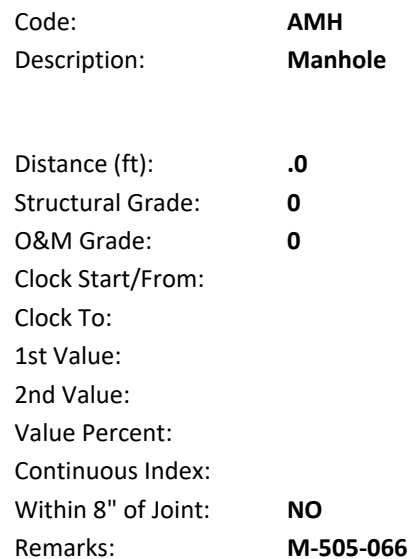 Code: AMH
Description: Manhole
Distance (ft): .0
Structural Grade: 0
O&M Grade: 0
Clock Start/From:
Clock To:
1st Value:
2nd Value:
Value Percent:
Continuous Index:
Within 8" of Joint: NO
Remarks: M-505-066